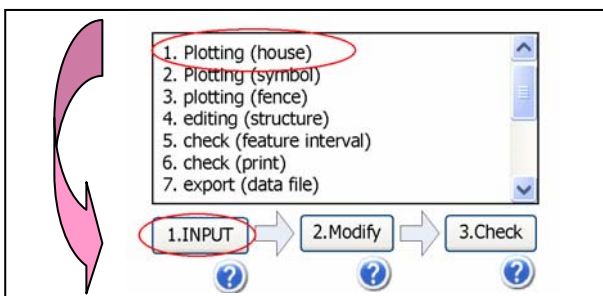 1. Plotting (house)
2. Plotting (symbol)
3. plotting (fence)
4. editing (structure)
5. check (feature interval)
6. check (print)
7. export (data file)
1.INPUT 2.Modify 3.Check
? ? ?